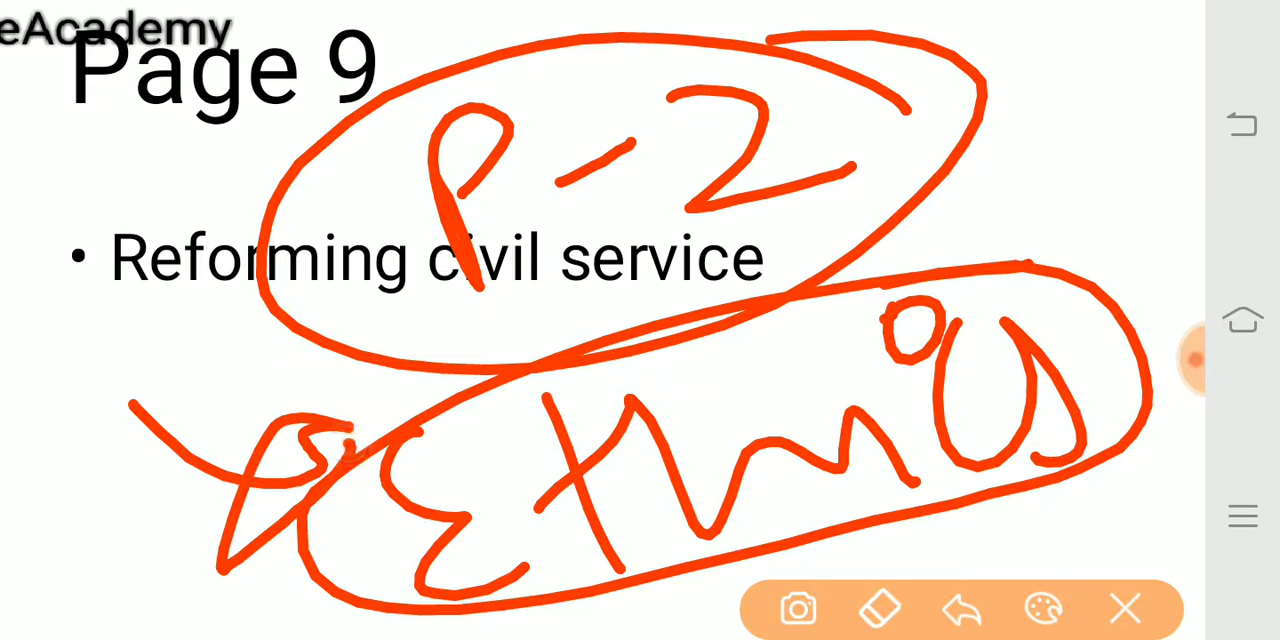 eAcademy
Page 9
P-2
• Reforming civil service
Ethics